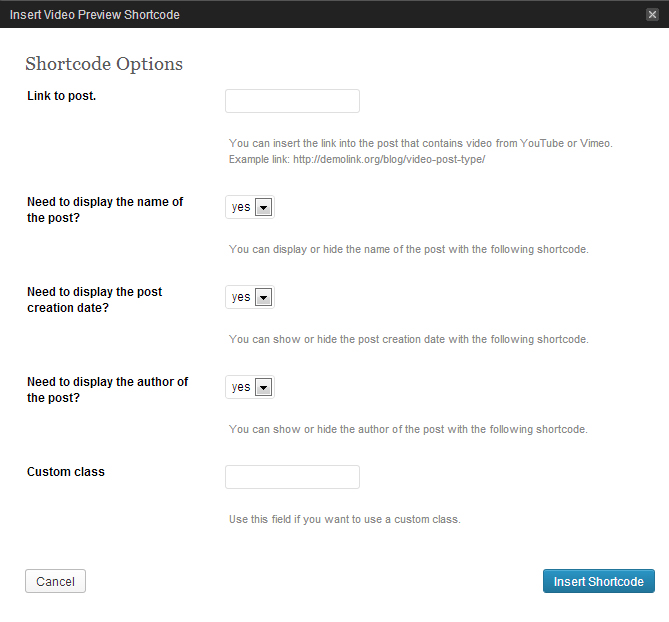 Insert Video Preview Shortcode
Shortcode Options
Link to post.
You can insert the link into the post that contains video from YouTube or Vimeo.
Example link: http://demolink.org/blog/video-post-type/
Need to display the name of
the post?
yes
You can display or hide the name of the post with the following shortcode.
Need to display the post
creation date?
yes
You can show or hide the post creation date with the following shortcode.
Need to display the author of
the post?
yes
You can show or hide the author of the post with the following shortcode.
Custom class
Use this field if you want to use a custom class.
Cancel
Insert Shortcode